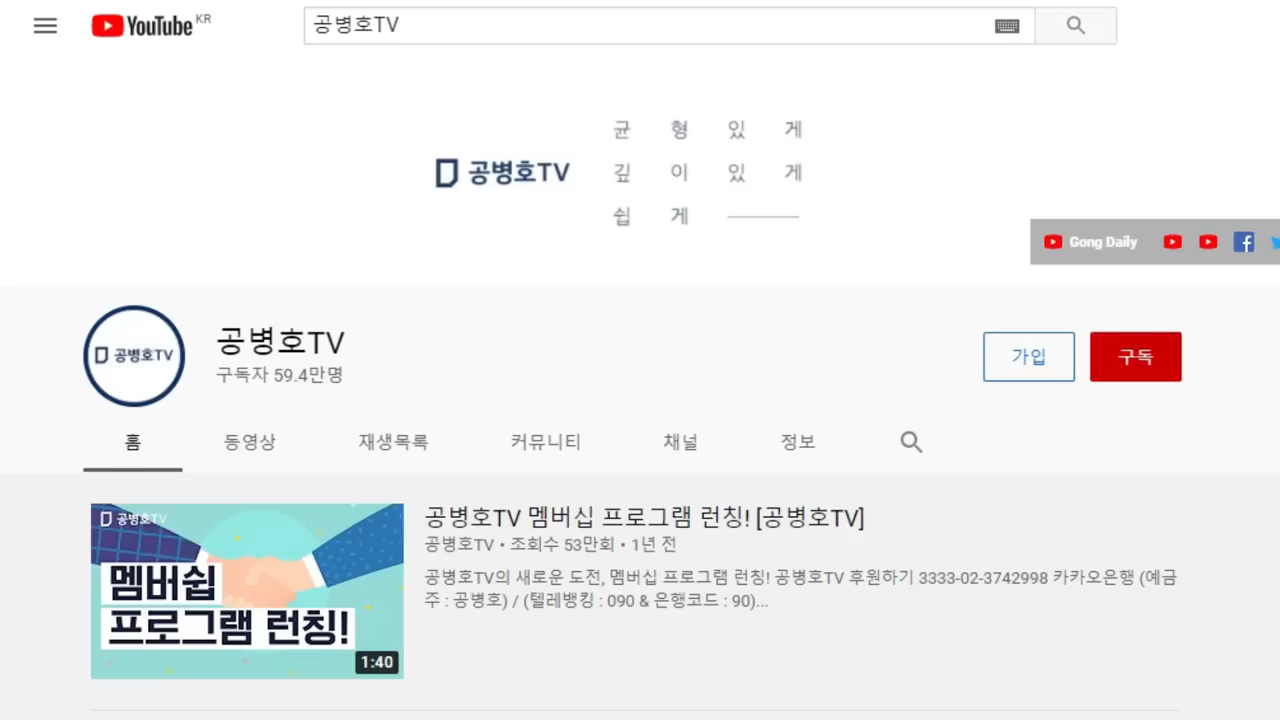 YouTube KR
공병호TV
균형있게
공병호TV
깊이있게
쉽게
Gong Daily
공병호TV
공병호TV
구독자 59.4만명
가입
구독
홈
동영상
재생목록
커뮤니티
채널
정보
공병호TV
멤버쉽
프로그램 런칭!
1:40
공병호TV 멤버십 프로그램 런칭! [공병호TV]
공병호TV • 조회수 53만회 • 1년 전
공병호TV의 새로운 도전, 멤버십 프로그램 런칭! 공병호TV 후원하기 3333-02-3742998 카카오은행 (예금
주 : 공병호) / (텔레뱅킹 : 090 & 은행코드 : 90)...